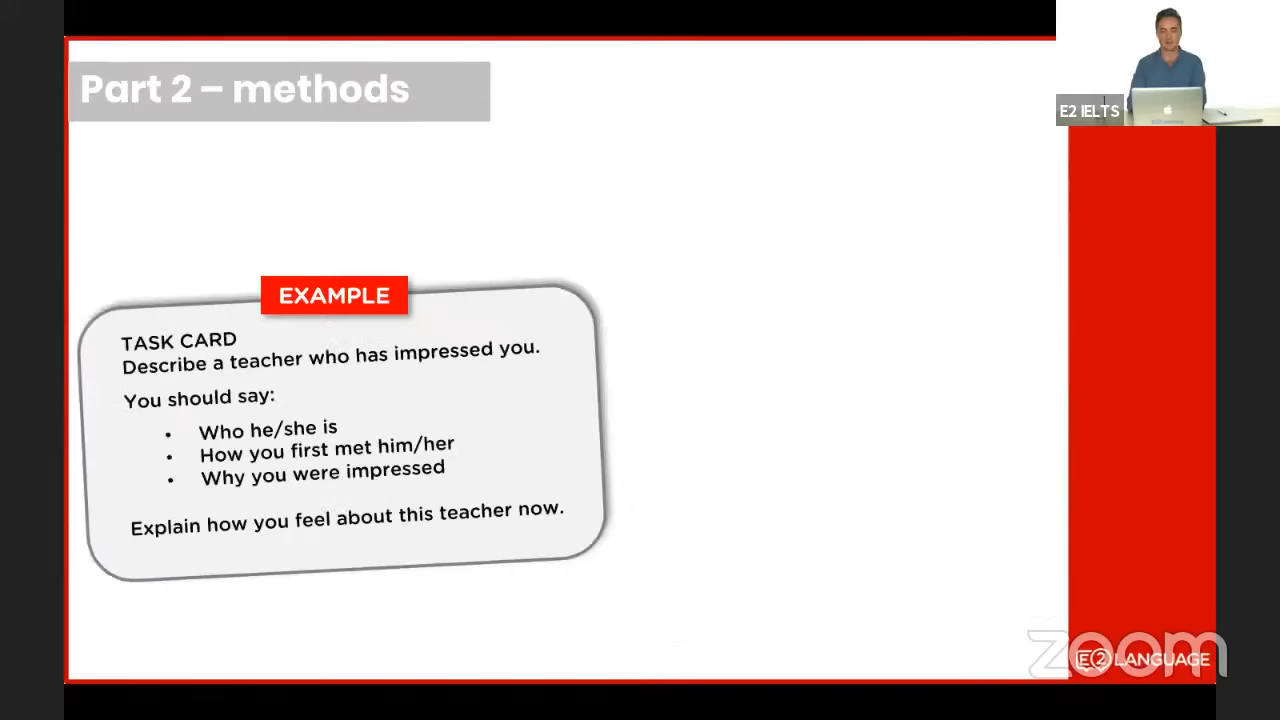 Part 2 – methods
E2 IELTS
EXAMPLE
TASK CARD
Describe a teacher who has impressed you.
You should say:
• Who he/she is
• How you first met him/her
• Why you were impressed
Explain how you feel about this teacher now.
zoom
E2 LANGUAGE